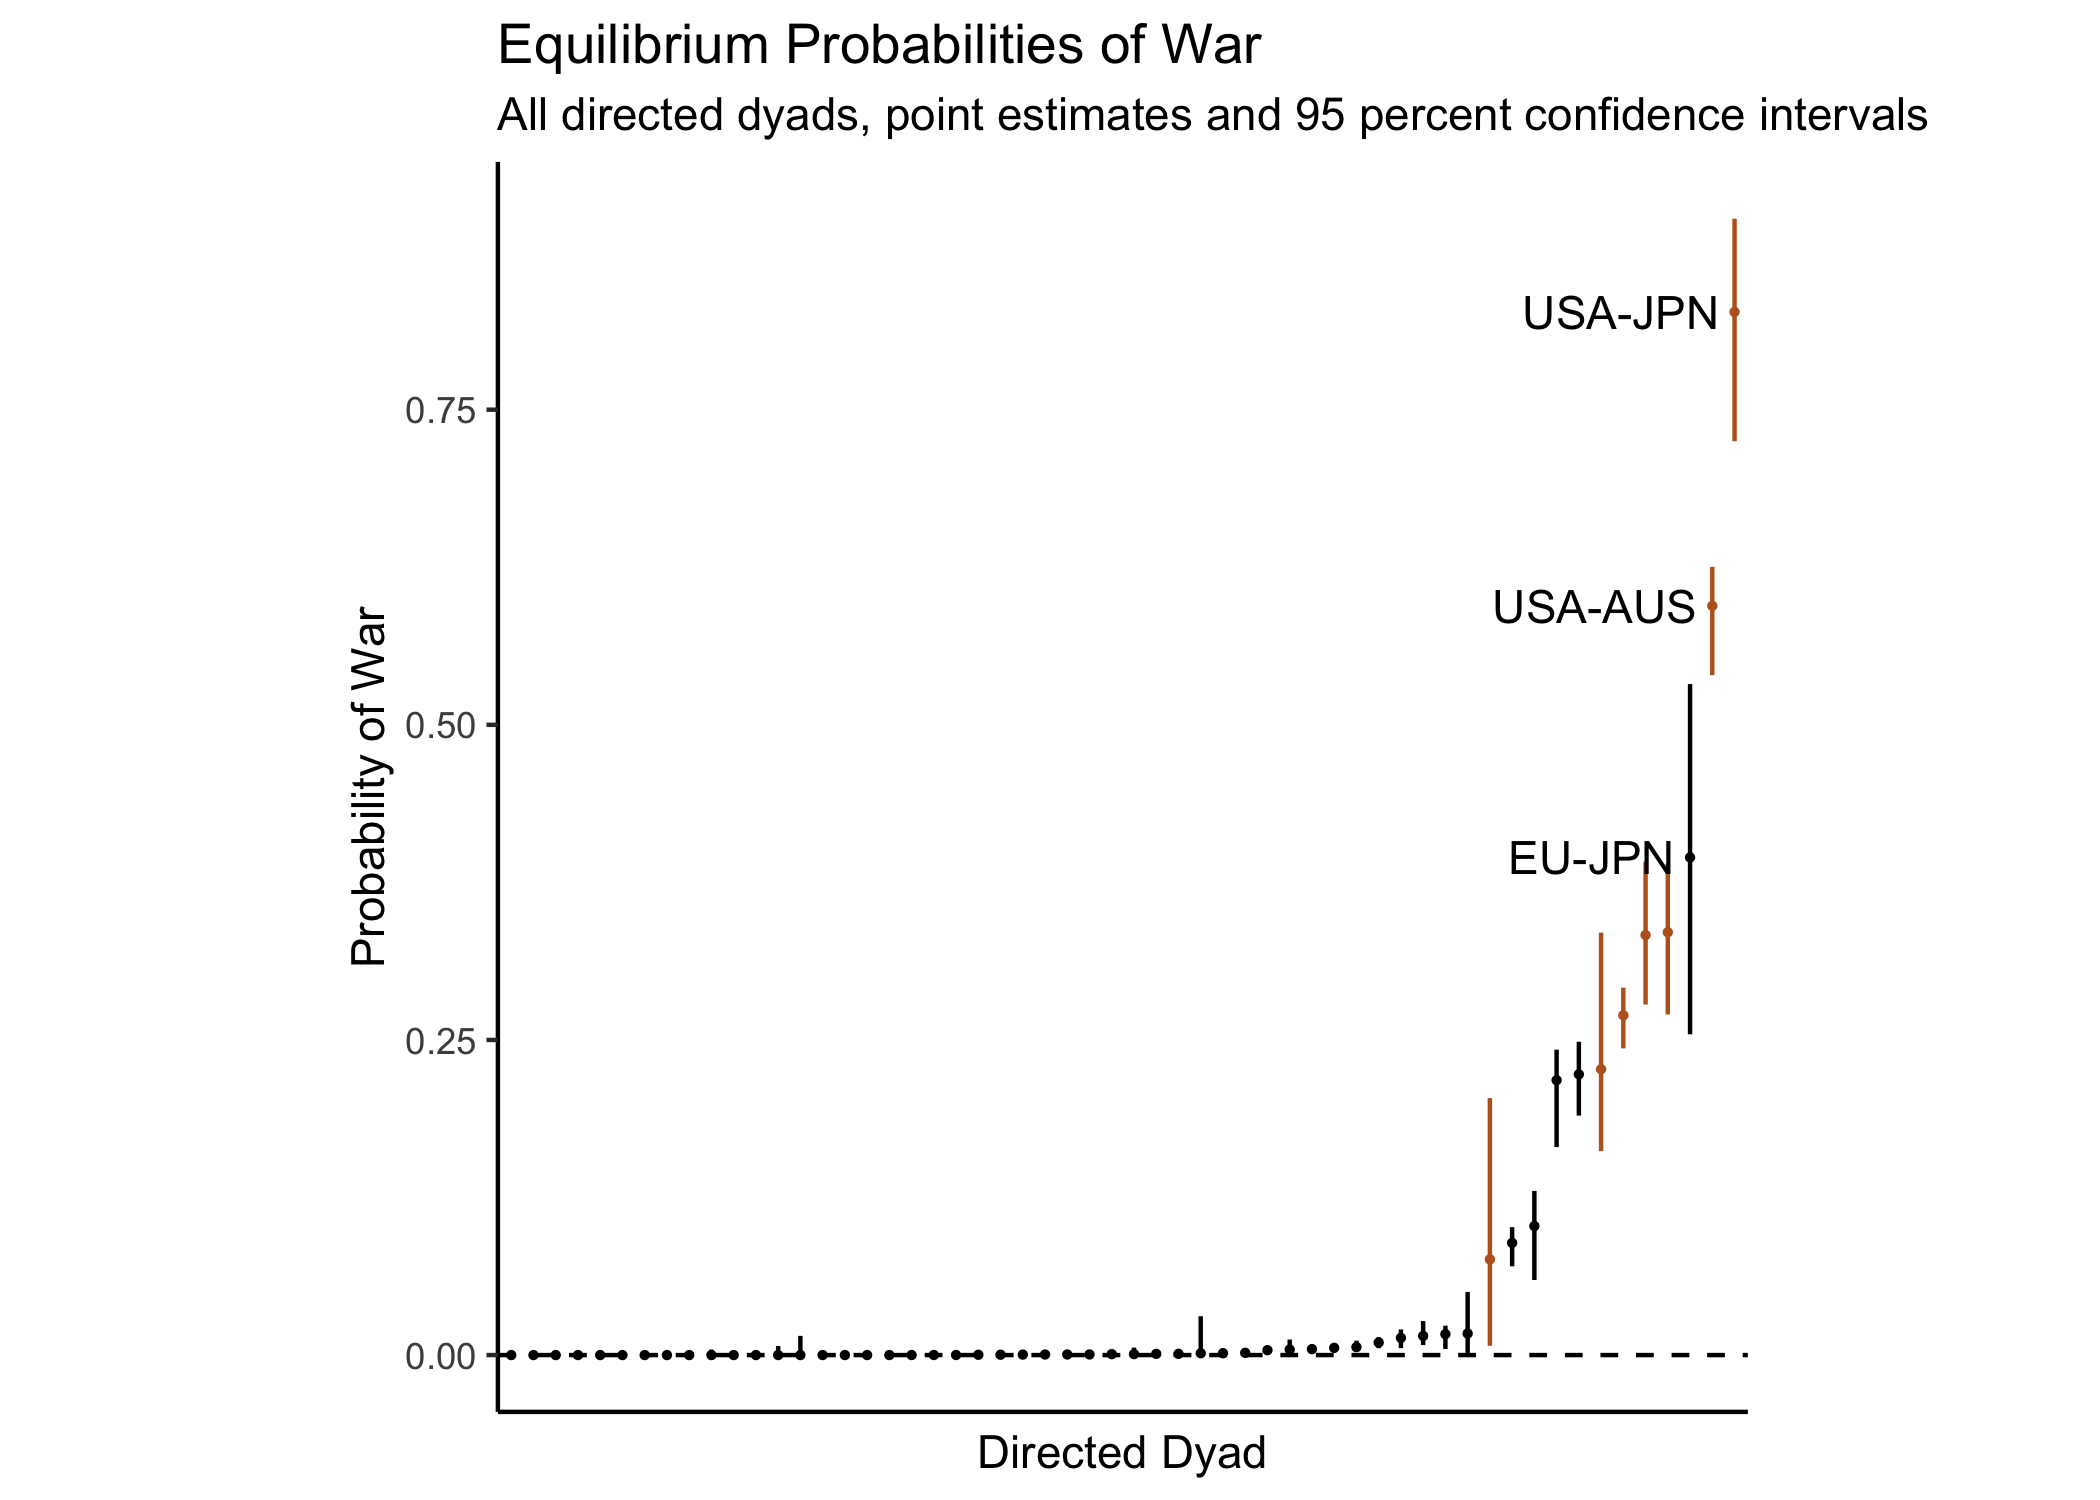 Equilibrium Probabilities of War
All directed dyads, point estimates and 95 percent confidence intervals
USA-JPN
0.75
USA-AUS
0.50
EU-JPN
0.25
0.00
Probability of War
Directed Dyad